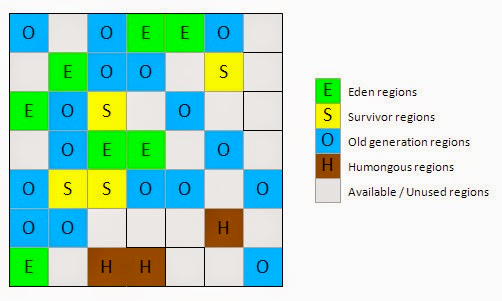 O O E E O
E O O S
E O S O
O E E O
O S S O O O
O O H
E H H O
E Eden regions
S Survivor regions
O Old generation regions
H Humongous regions
Available / Unused regions